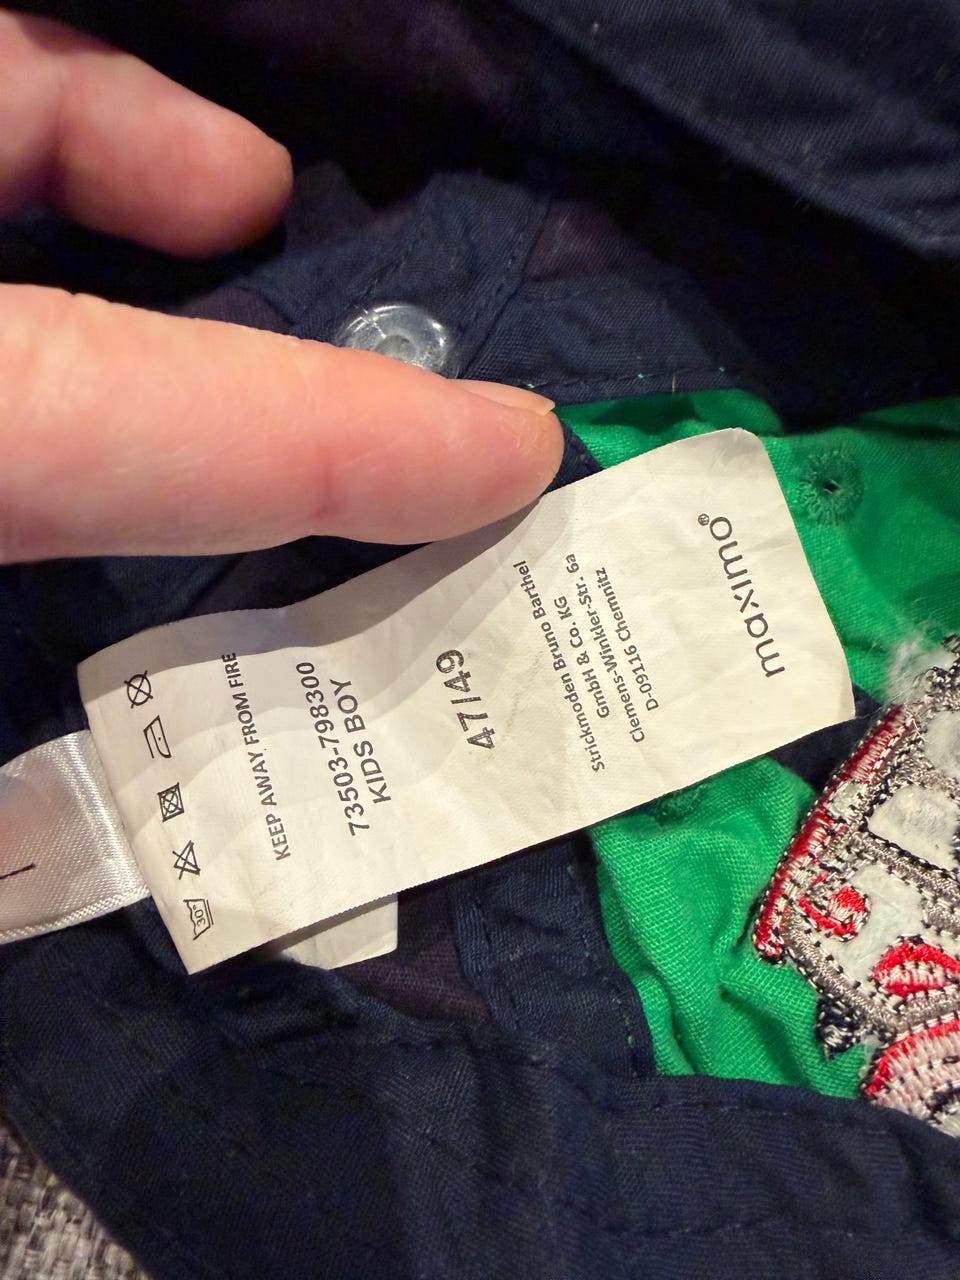 maximo®
Strickmoden Bruno Barthel
GmbH & Co. KG
Clemens-Winkler-Str. 6a
D-09116 Chemnitz
47/49
KIDS BOY
73503-798300
KEEP AWAY FROM FIRE
30°